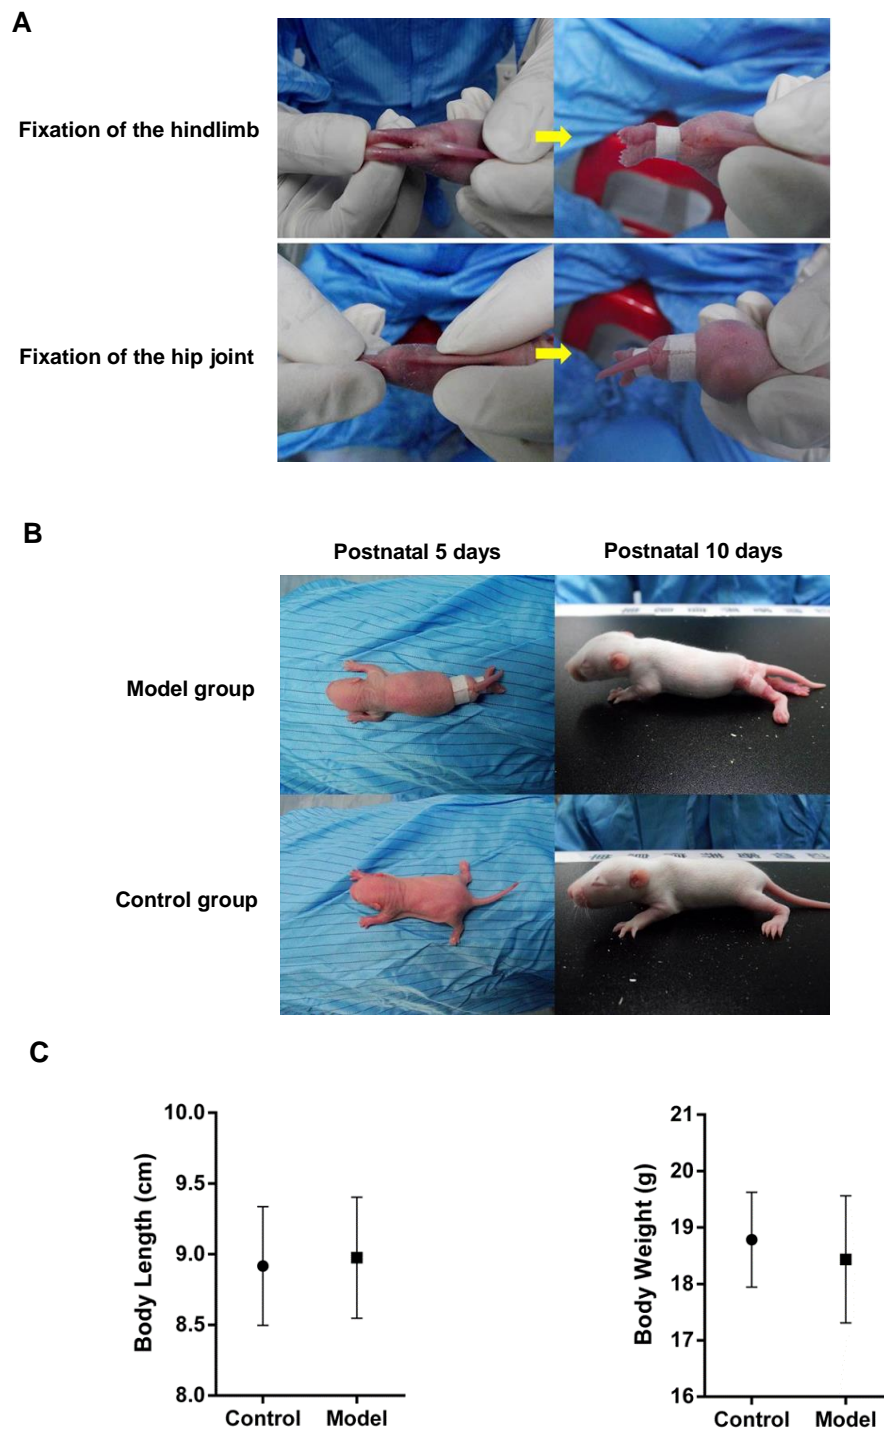 A
Fixation of the hindlimb
Fixation of the hip joint
B
Postnatal 5 days
Postnatal 10 days
Model group
Control group
C
10.0
9.5
9.0
8.5
8.0
Body Length (cm)
Control
Model
21
20
19
18
17
16
Body Weight (g)
Control
Model